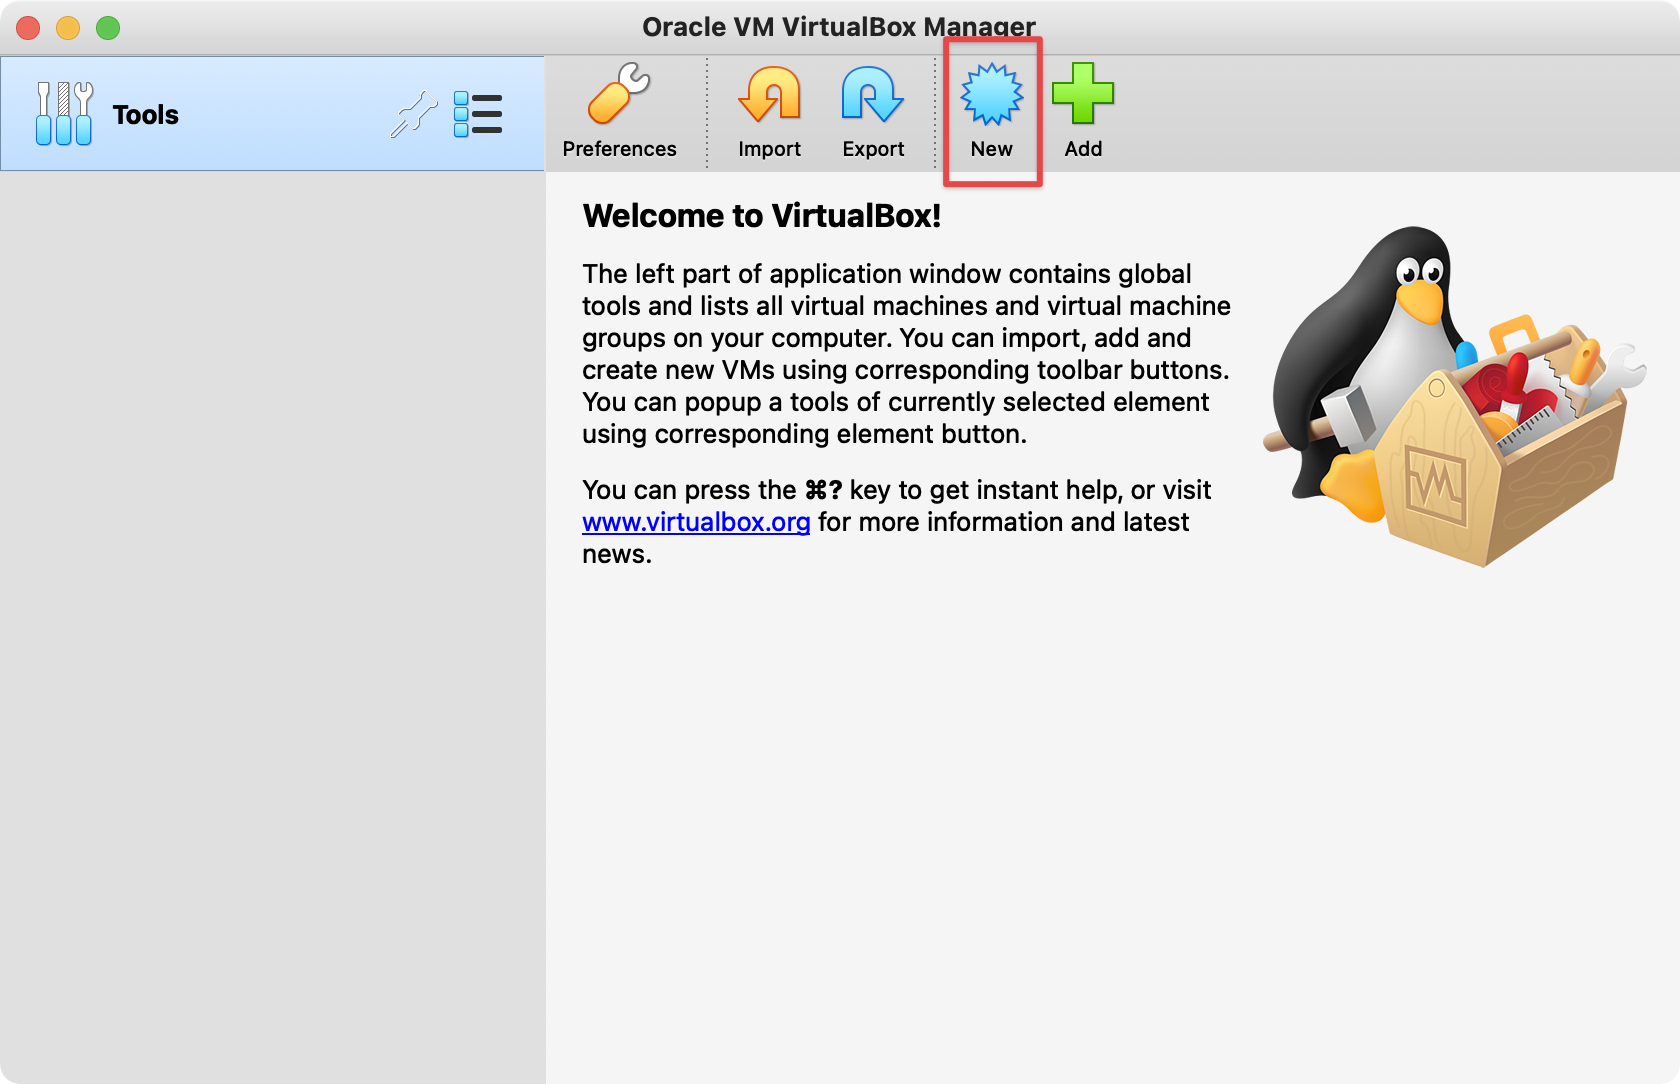 Oracle VM VirtualBox Manager
Tools
Preferences
Import
Export
New
Add
Welcome to VirtualBox!
The left part of application window contains global
tools and lists all virtual machines and virtual machine
groups on your computer. You can import, add and
create new VMs using corresponding toolbar buttons.
You can popup a tools of currently selected element
using corresponding element button.
You can press the ⌘? key to get instant help, or visit
www.virtualbox.org for more information and latest
news.